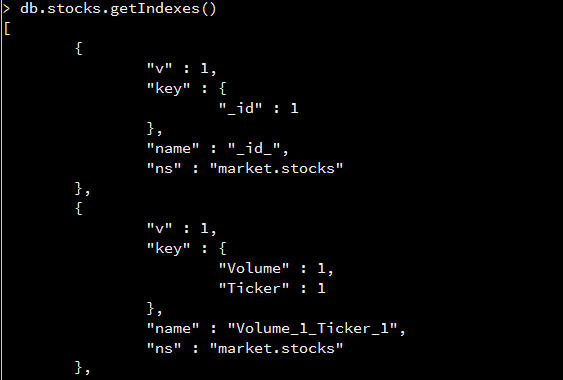 > db.stocks.getIndexes()
[
{
"v" : 1,
"key" : {
"_id" : 1
},
"name" : "_id_",
"ns" : "market.stocks"
},
{
"v" : 1,
"key" : {
"Volume" : 1,
"Ticker" : 1
},
"name" : "Volume_1_Ticker_1",
"ns" : "market.stocks"
},